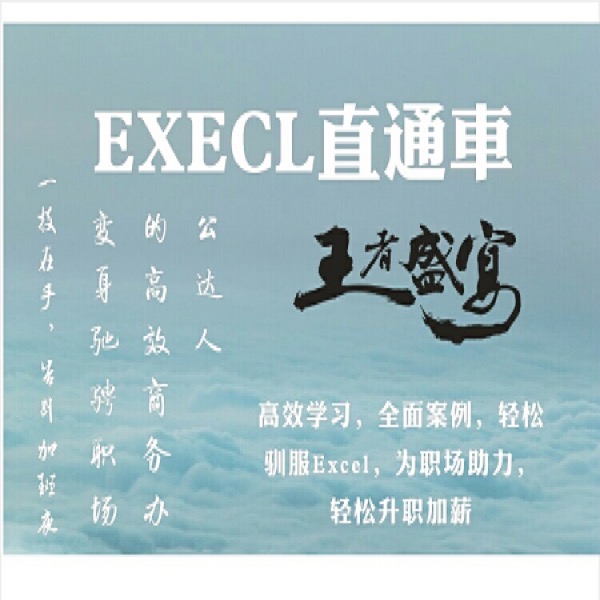 EXECL直通車
王者盛宴
一技在手，告别加班夜
变身驰骋职场
的高效商务办
公达人
高效学习，全面案例，轻松
驯服Excel，为职场助力，
轻松升职加薪